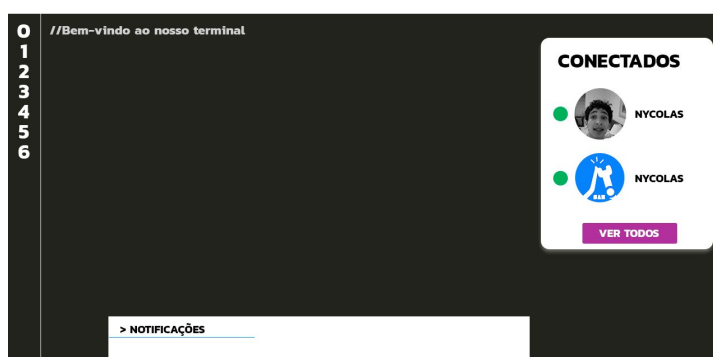 0
//Bem-vindo ao nosso terminal
1
2
3
4
5
6
CONECTADOS
NYCOLAS
NYCOLAS
VER TODOS
> NOTIFICAÇÕES